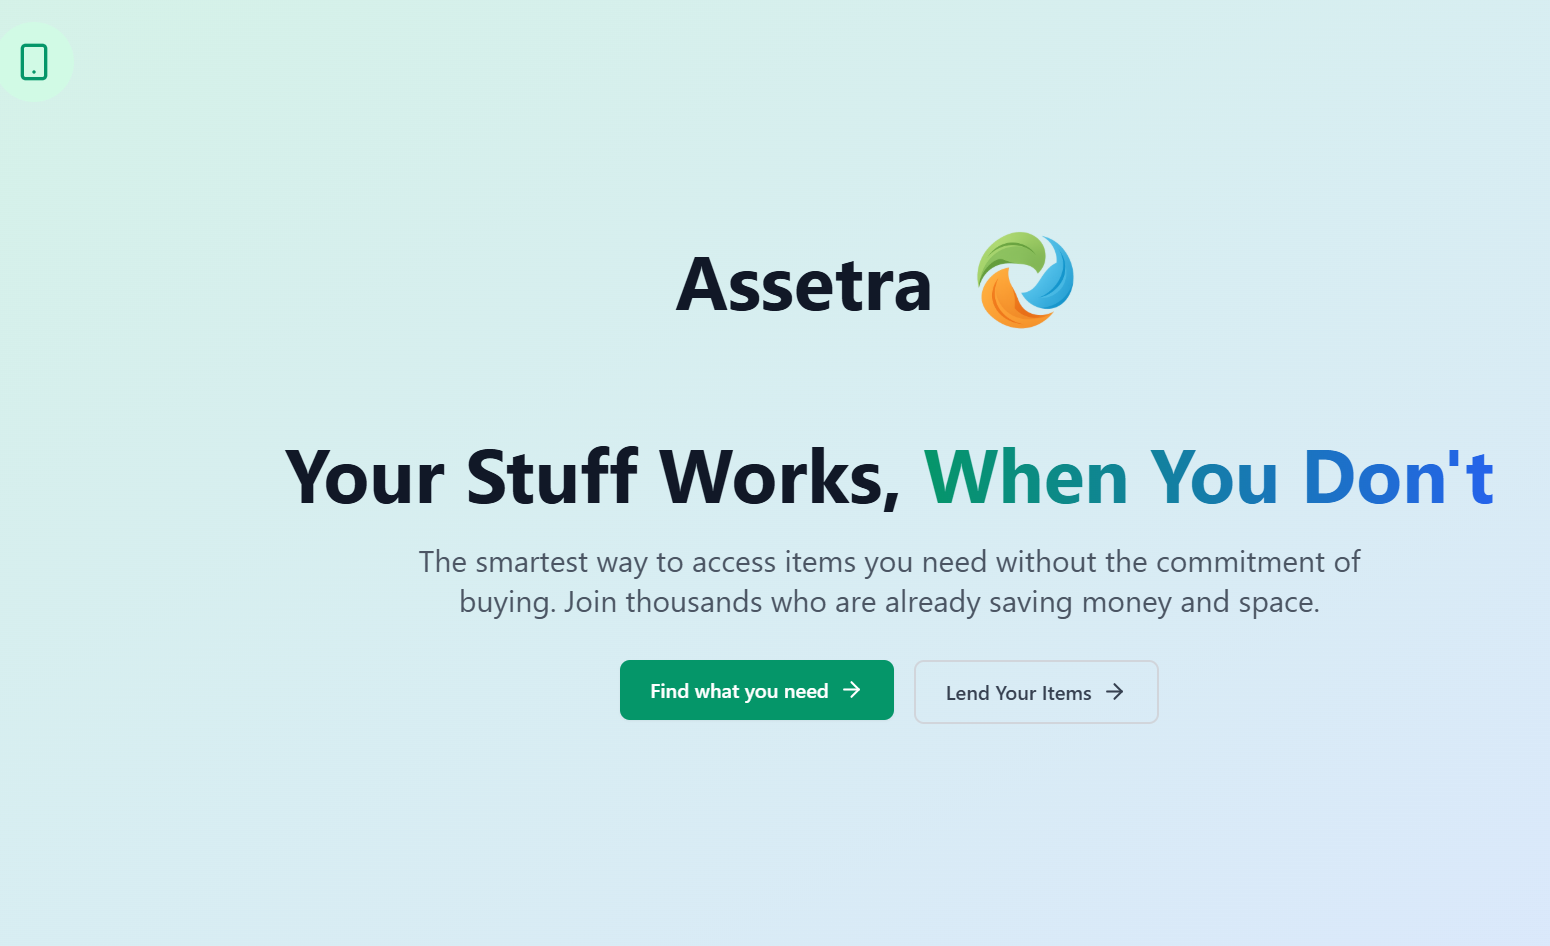 Assetra
Your Stuff Works, When You Don't
The smartest way to access items you need without the commitment of
buying. Join thousands who are already saving money and space.
Find what you need
Lend Your Items